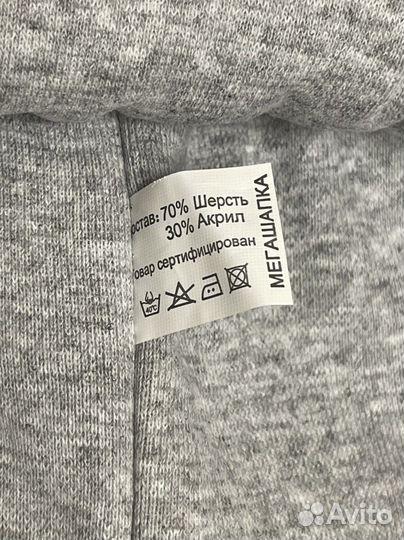 остав: 70% Шерсть
30% Акрил
овар сертифицирован
40°C
МЕГАШАПКА
Avito